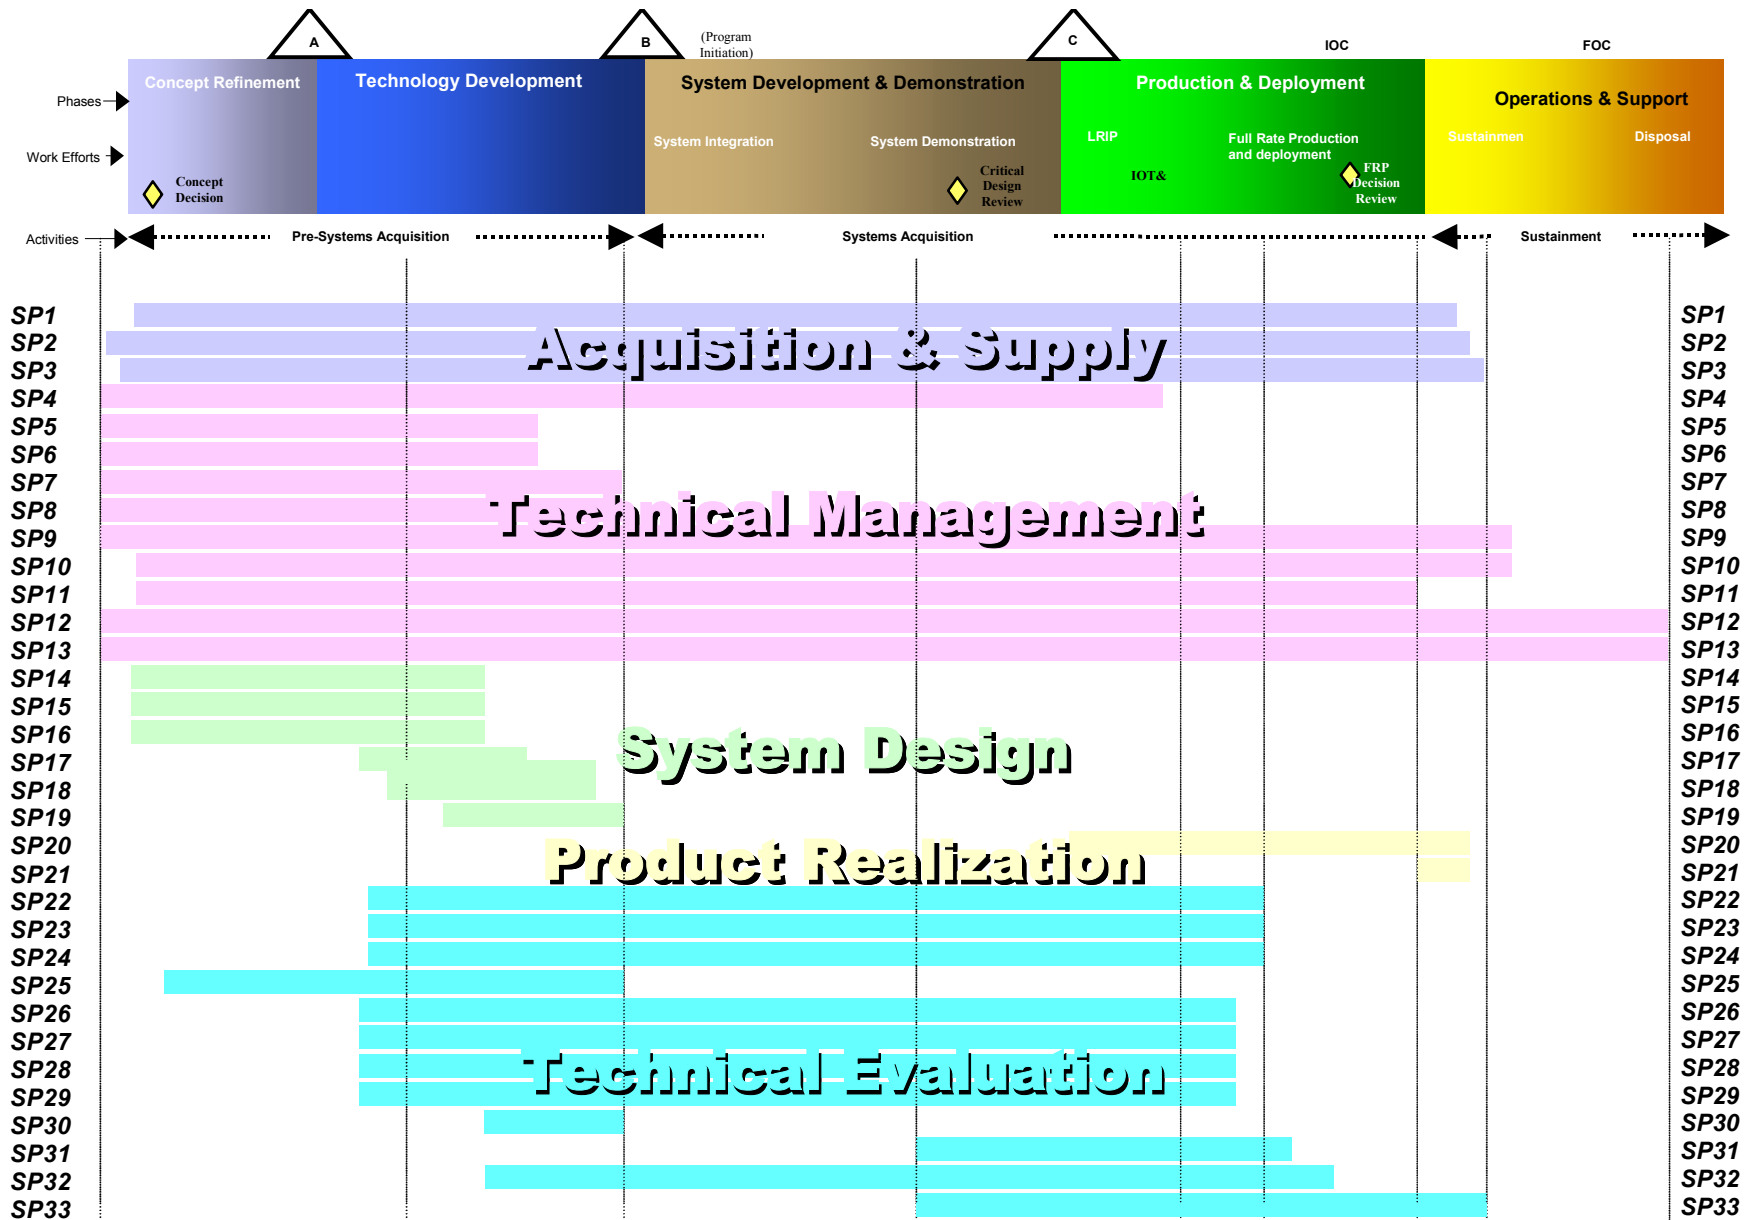 A
B
(Program
Initiation)
C
IOC
FOC
Concept Refinement
Technology Development
System Development & Demonstration
Production & Deployment
Operations & Support
Phases
Work Efforts
System Integration
System Demonstration
LRIP
Full Rate Production
and deployment
Sustainmen
Disposal
Concept
Decision
Critical
Design
Review
IOT&
FRP
Decision
Review
Activities
Pre-Systems Acquisition
Systems Acquisition
Sustainment
SP1 SP1
SP2 SP2
Acquisition & Supply
SP3 SP3
SP4 SP4
SP5 SP5
SP6 SP6
SP7 SP7
SP8 SP8
Technical Management
SP9 SP9
SP10 SP10
SP11 SP11
SP12 SP12
SP13 SP13
SP14 SP14
SP15 SP15
SP16 SP16
System Design
SP17 SP17
SP18 SP18
SP19 SP19
SP20 SP20
Product Realization
SP21 SP21
SP22 SP22
SP23 SP23
SP24 SP24
SP25 SP25
SP26 SP26
SP27 SP27
SP28 SP28
Technical Evaluation
SP29 SP29
SP30 SP30
SP31 SP31
SP32 SP32
SP33 SP33